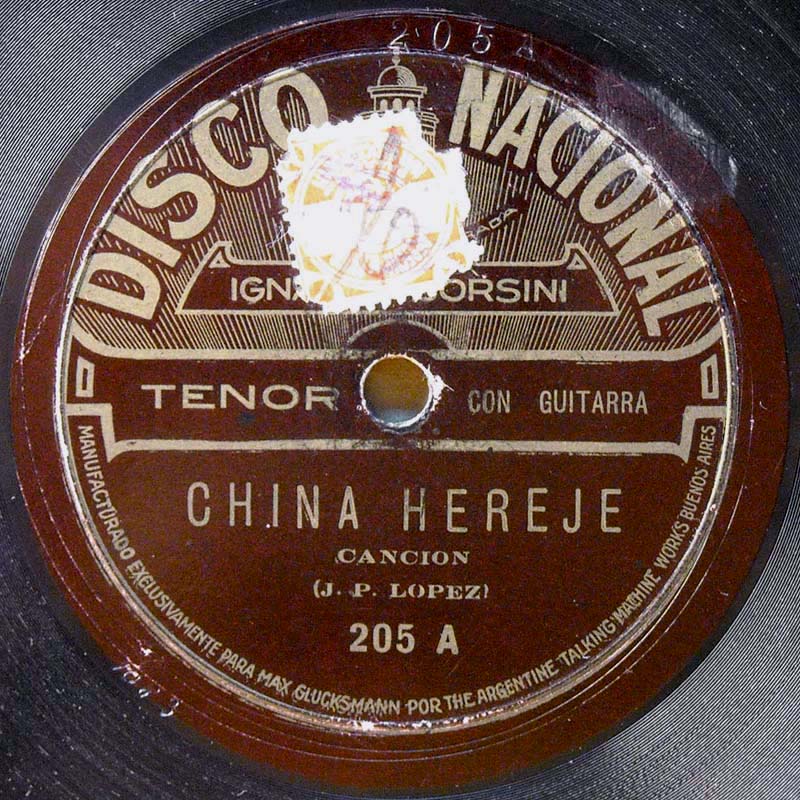 205 A
DISCO NACIONAL
ORSINI
TENOR CON GUITARRA
CHINA HEREJE
CANCION
(J. P. LOPEZ)
205 A
MANUFACTURADO EXCLUSIVAMENTE PARA MAX GLUCKSMANN POR THE ARGENTINE TALKING MACHINE WORKS BUENOS AIRES